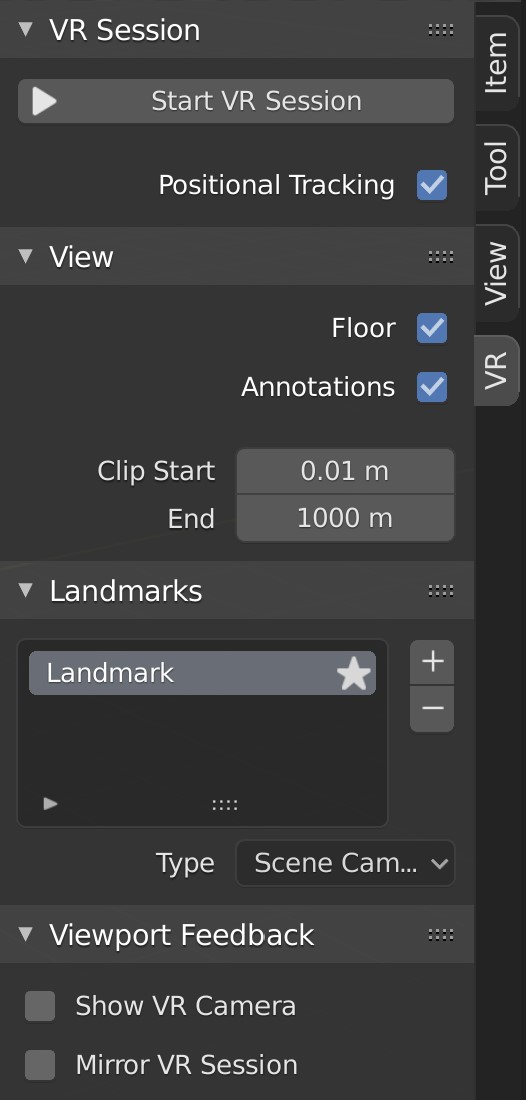 VR Session
Start VR Session
Positional Tracking
View
Floor
Annotations
Clip Start 0.01 m
End 1000 m
Landmarks
Landmark
+
−
Type Scene Cam...
Viewport Feedback
Show VR Camera
Mirror VR Session
Item
Tool
View
VR